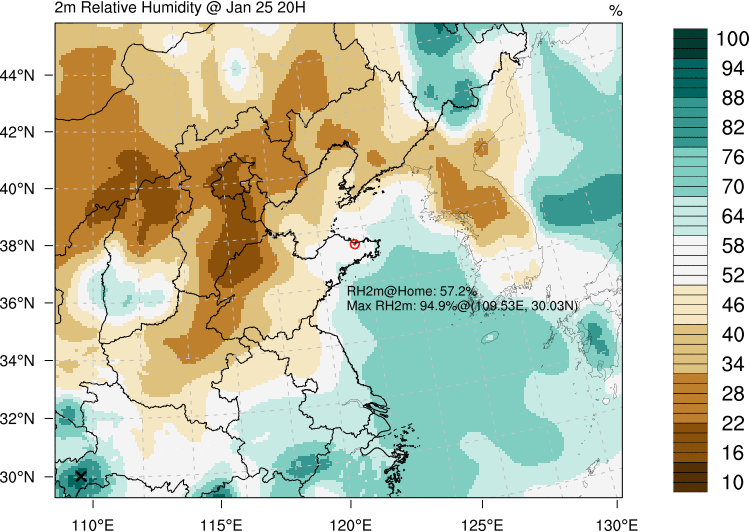 2m Relative Humidity @ Jan 25 20H
%
44°N
42°N
40°N
38°N
36°N
34°N
32°N
30°N
RH2m@Home: 57.2%
Max RH2m: 94.9%@(109.53E, 30.03N)
110°E 115°E 120°E 125°E 130°E
100
94
88
82
76
70
64
58
52
46
40
34
28
22
16
10